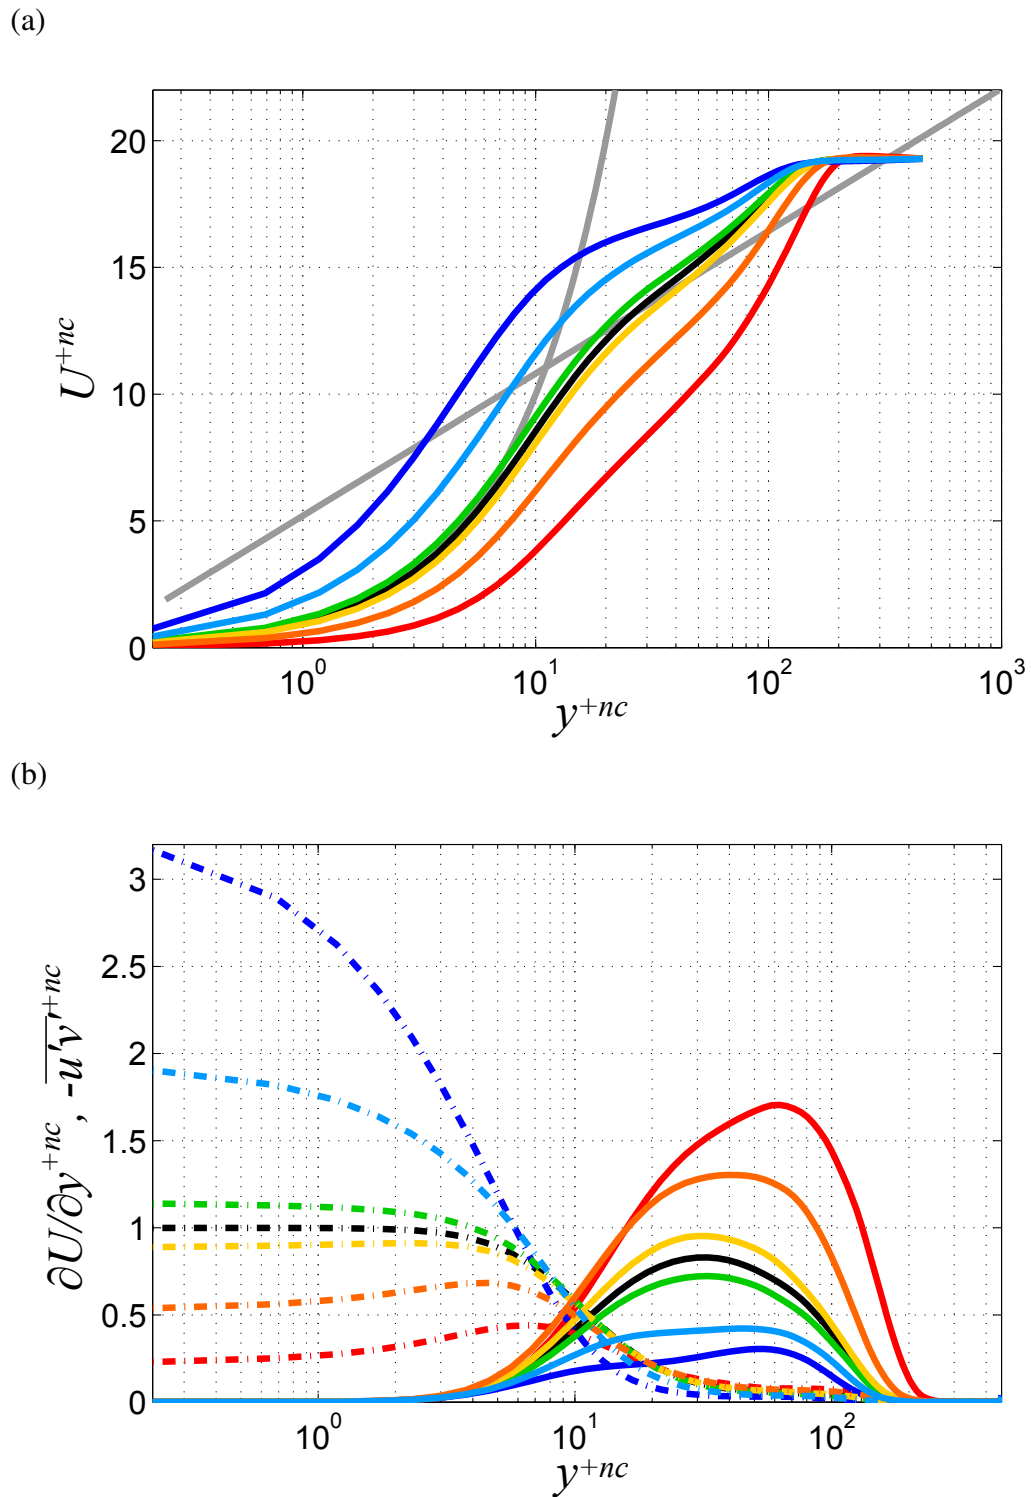 (a)
20
15
10
5
0
U^{+nc}
10^0 10^1 10^2 10^3
y^{+nc}
(b)
3
2.5
2
1.5
1
0.5
0
∂U/∂y^{+nc}, -\overline{u'v'}^{+nc}
10^0 10^1 10^2
y^{+nc}